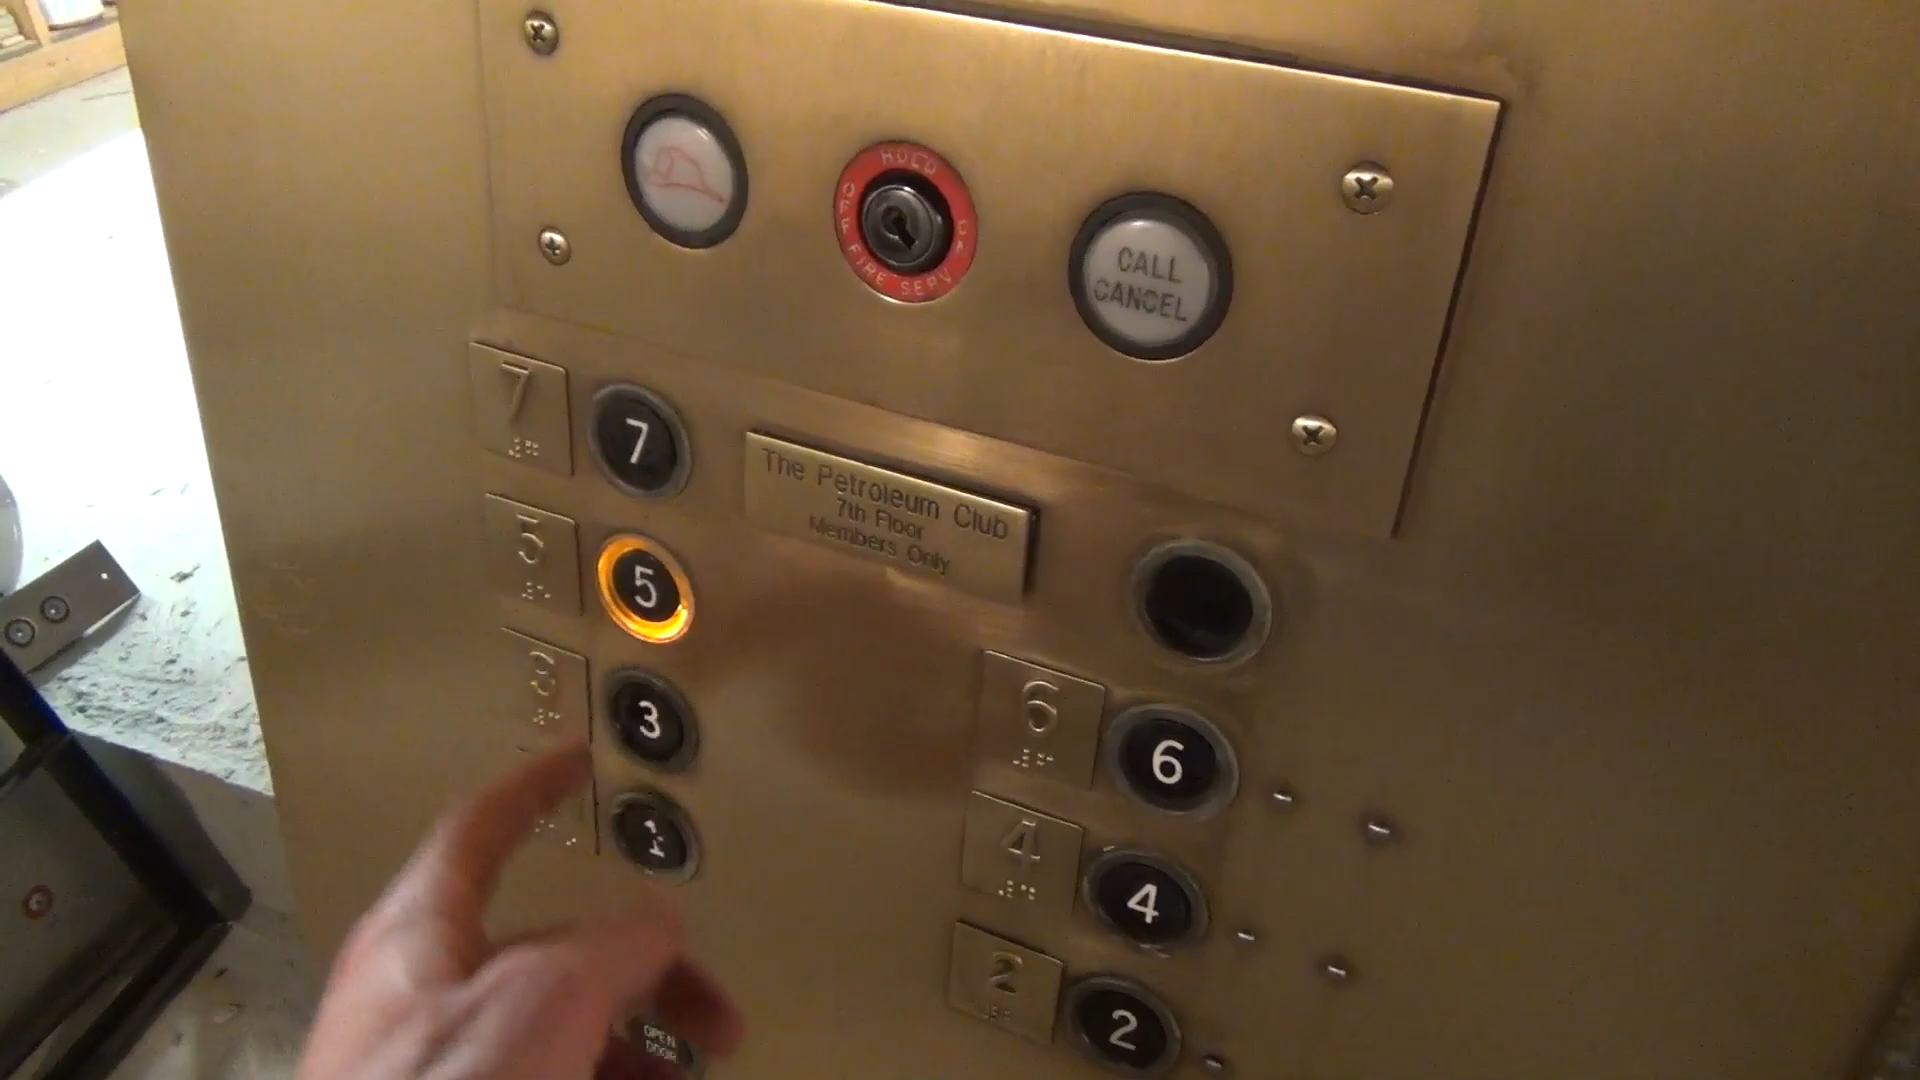 HOLD
OFF
ON
FIRE SERV
CALL
CANCEL
7
7
The Petroleum Club
7th Floor
Members Only
5
5
3
3
6
6
1
4
4
2
2
OPEN
DOOR